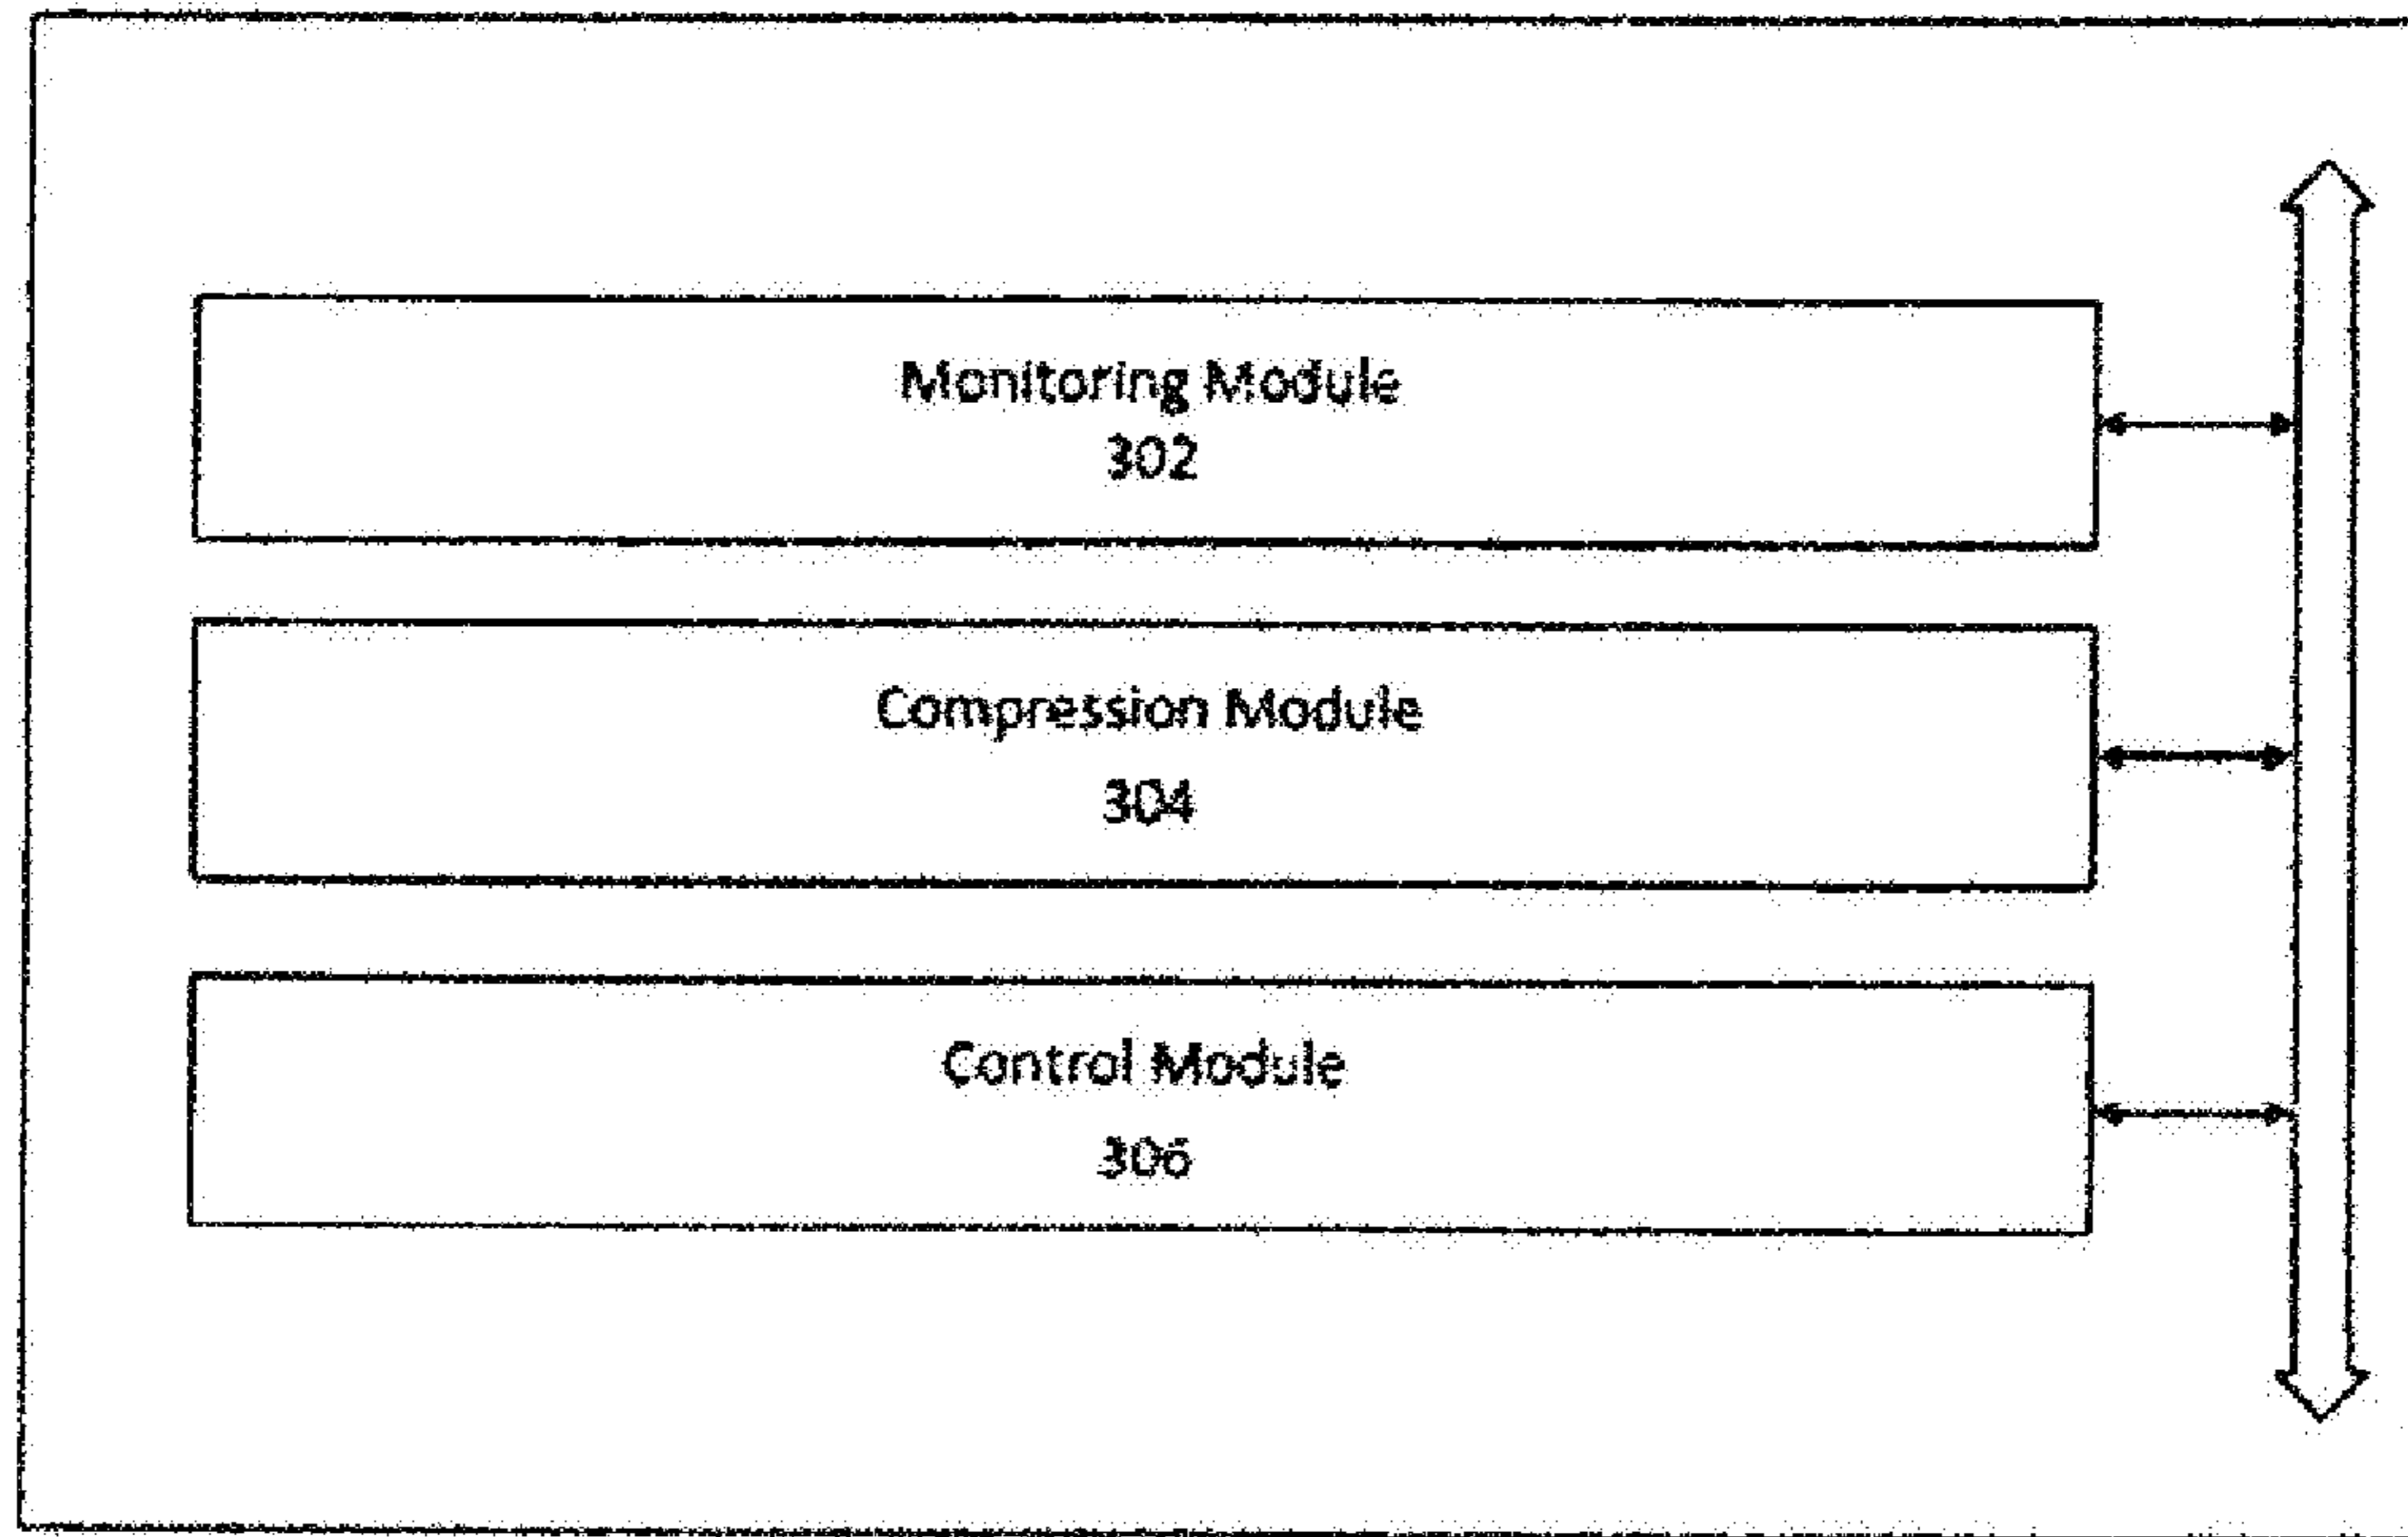 Monitoring Module
302
Compression Module
304
Control Module
306